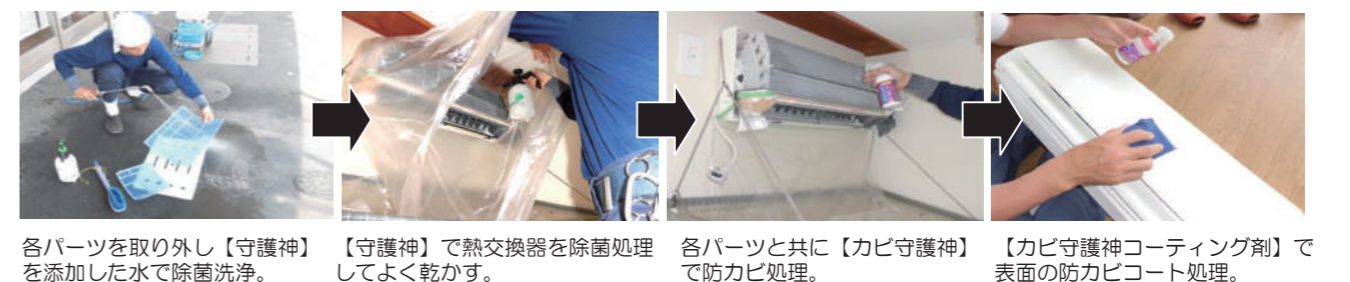 各パーツを取り外し【守護神】
を添加した水で除菌洗浄。
【守護神】で熱交換器を除菌処理
してよく乾かす。
各パーツと共に【カビ守護神】
で防カビ処理。
【カビ守護神コーティング剤】で
表面の防カビコート処理。